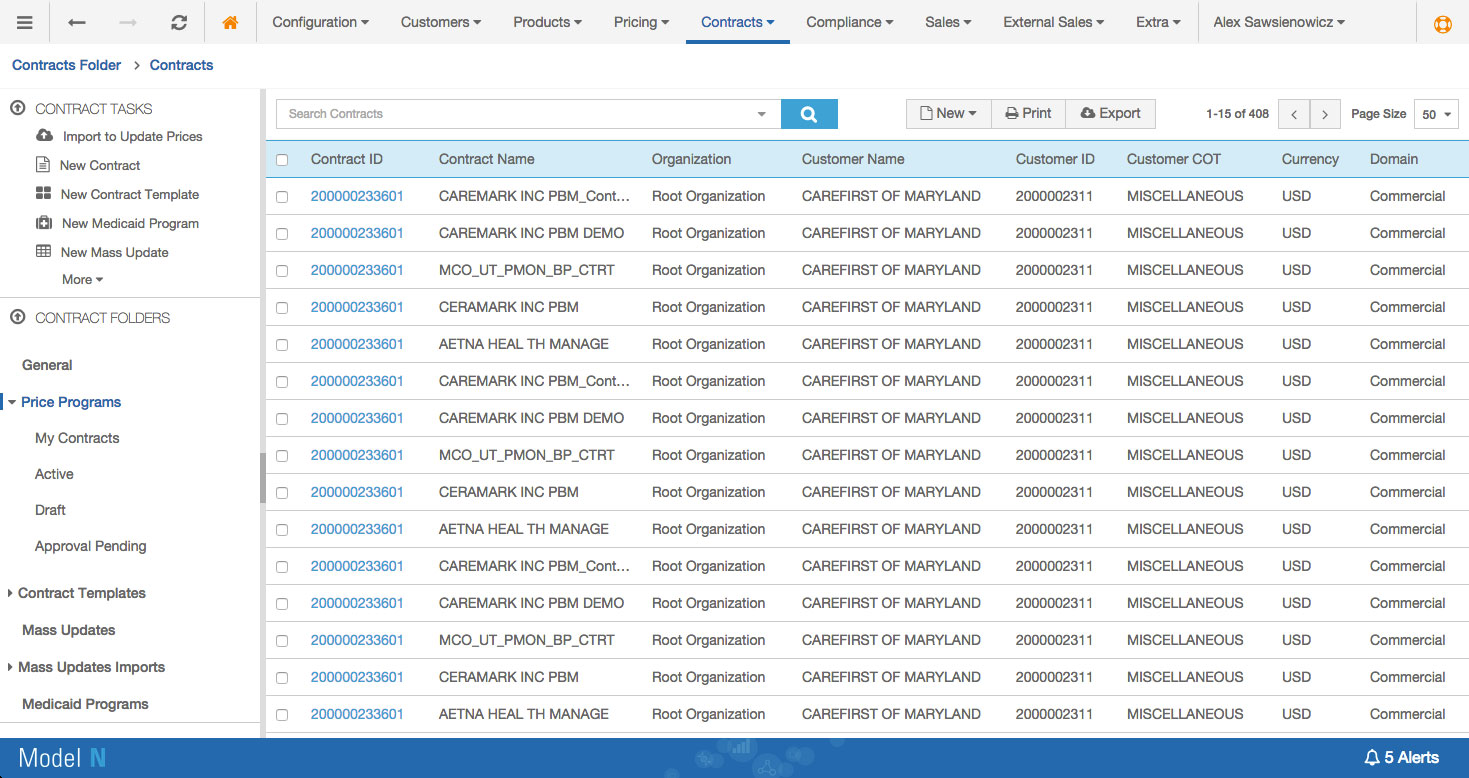 Configuration Customers Products Pricing Contracts Compliance Sales External Sales Extra Alex Sawsienowicz
Contracts Folder > Contracts
CONTRACT TASKS
Import to Update Prices
New Contract
New Contract Template
New Medicaid Program
New Mass Update
More
CONTRACT FOLDERS
General
Price Programs
My Contracts
Active
Draft
Approval Pending
Contract Templates
Mass Updates
Mass Updates Imports
Medicaid Programs
Search Contracts New Print Export 1-15 of 408 < > Page Size 50
Contract ID Contract Name Organization Customer Name Customer ID Customer COT Currency Domain
200000233601 CAREMARK INC PBM_Cont... Root Organization CAREFIRST OF MARYLAND 2000002311 MISCELLANEOUS USD Commercial
200000233601 CAREMARK INC PBM DEMO Root Organization CAREFIRST OF MARYLAND 2000002311 MISCELLANEOUS USD Commercial
200000233601 MCO_UT_PMON_BP_CTRT Root Organization CAREFIRST OF MARYLAND 2000002311 MISCELLANEOUS USD Commercial
200000233601 CERAMARK INC PBM Root Organization CAREFIRST OF MARYLAND 2000002311 MISCELLANEOUS USD Commercial
200000233601 AETNA HEAL TH MANAGE Root Organization CAREFIRST OF MARYLAND 2000002311 MISCELLANEOUS USD Commercial
200000233601 CAREMARK INC PBM_Cont... Root Organization CAREFIRST OF MARYLAND 2000002311 MISCELLANEOUS USD Commercial
200000233601 CAREMARK INC PBM DEMO Root Organization CAREFIRST OF MARYLAND 2000002311 MISCELLANEOUS USD Commercial
200000233601 MCO_UT_PMON_BP_CTRT Root Organization CAREFIRST OF MARYLAND 2000002311 MISCELLANEOUS USD Commercial
200000233601 CERAMARK INC PBM Root Organization CAREFIRST OF MARYLAND 2000002311 MISCELLANEOUS USD Commercial
200000233601 AETNA HEAL TH MANAGE Root Organization CAREFIRST OF MARYLAND 2000002311 MISCELLANEOUS USD Commercial
200000233601 CAREMARK INC PBM_Cont... Root Organization CAREFIRST OF MARYLAND 2000002311 MISCELLANEOUS USD Commercial
200000233601 CAREMARK INC PBM DEMO Root Organization CAREFIRST OF MARYLAND 2000002311 MISCELLANEOUS USD Commercial
200000233601 MCO_UT_PMON_BP_CTRT Root Organization CAREFIRST OF MARYLAND 2000002311 MISCELLANEOUS USD Commercial
200000233601 CERAMARK INC PBM Root Organization CAREFIRST OF MARYLAND 2000002311 MISCELLANEOUS USD Commercial
200000233601 AETNA HEAL TH MANAGE Root Organization CAREFIRST OF MARYLAND 2000002311 MISCELLANEOUS USD Commercial
Model N 5 Alerts